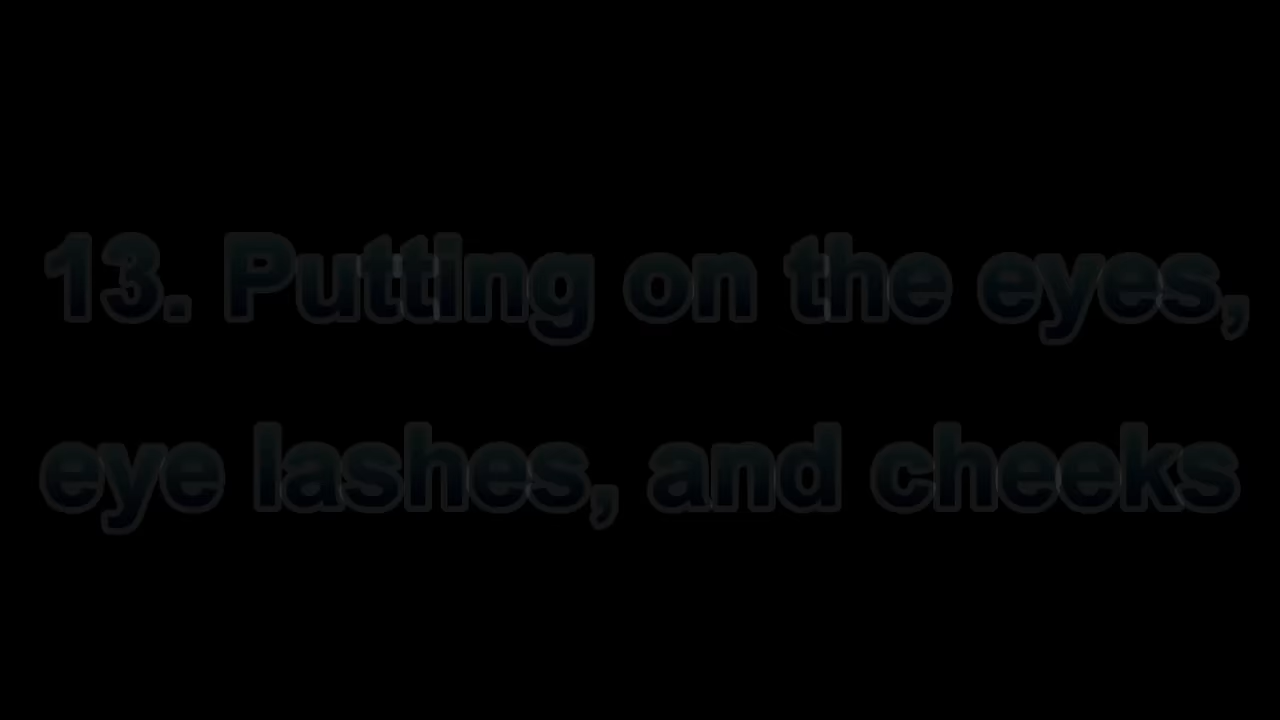 13. Putting on the eyes,
eye lashes, and cheeks